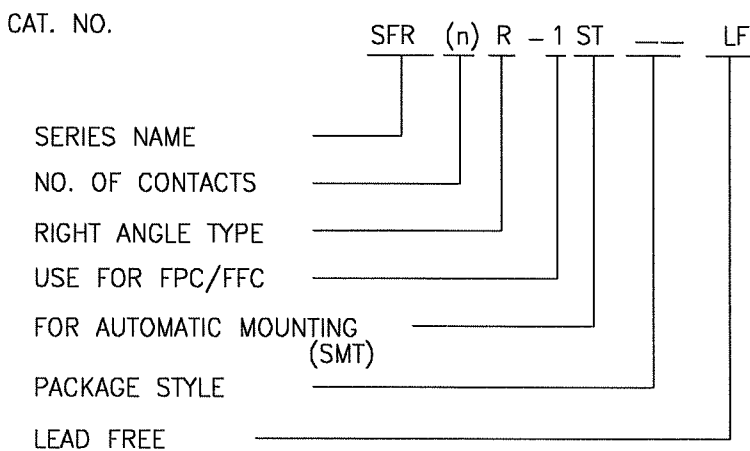 CAT. NO.
SFR (n) R - 1 ST __ LF
SERIES NAME
NO. OF CONTACTS
RIGHT ANGLE TYPE
USE FOR FPC/FFC
FOR AUTOMATIC MOUNTING
(SMT)
PACKAGE STYLE
LEAD FREE